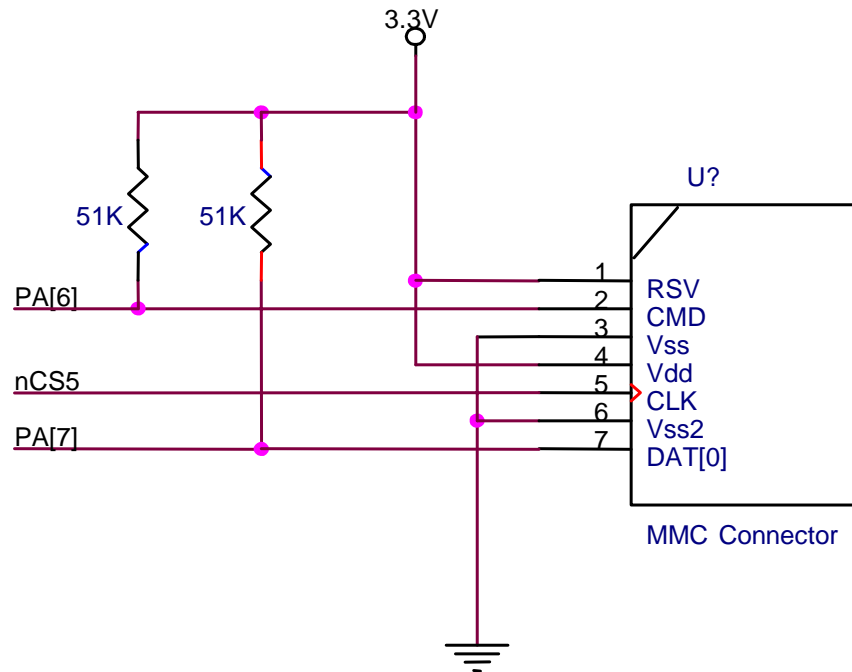 3.3V
U?
51K
51K
1
RSV
PA[6]
2
CMD
3
Vss
4
Vdd
nCS5
5
CLK
6
Vss2
PA[7]
7
DAT[0]
MMC Connector